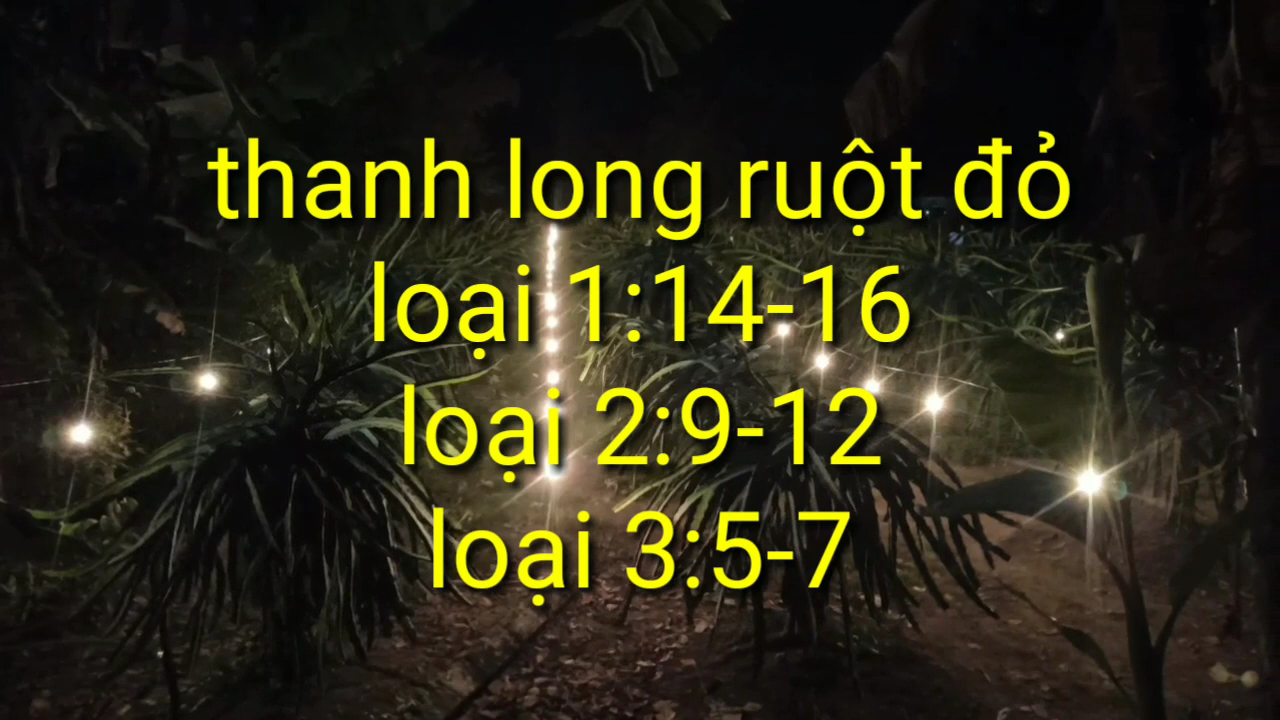 thanh long ruột đỏ
loại 1:14-16
loại 2:9-12
loại 3:5-7